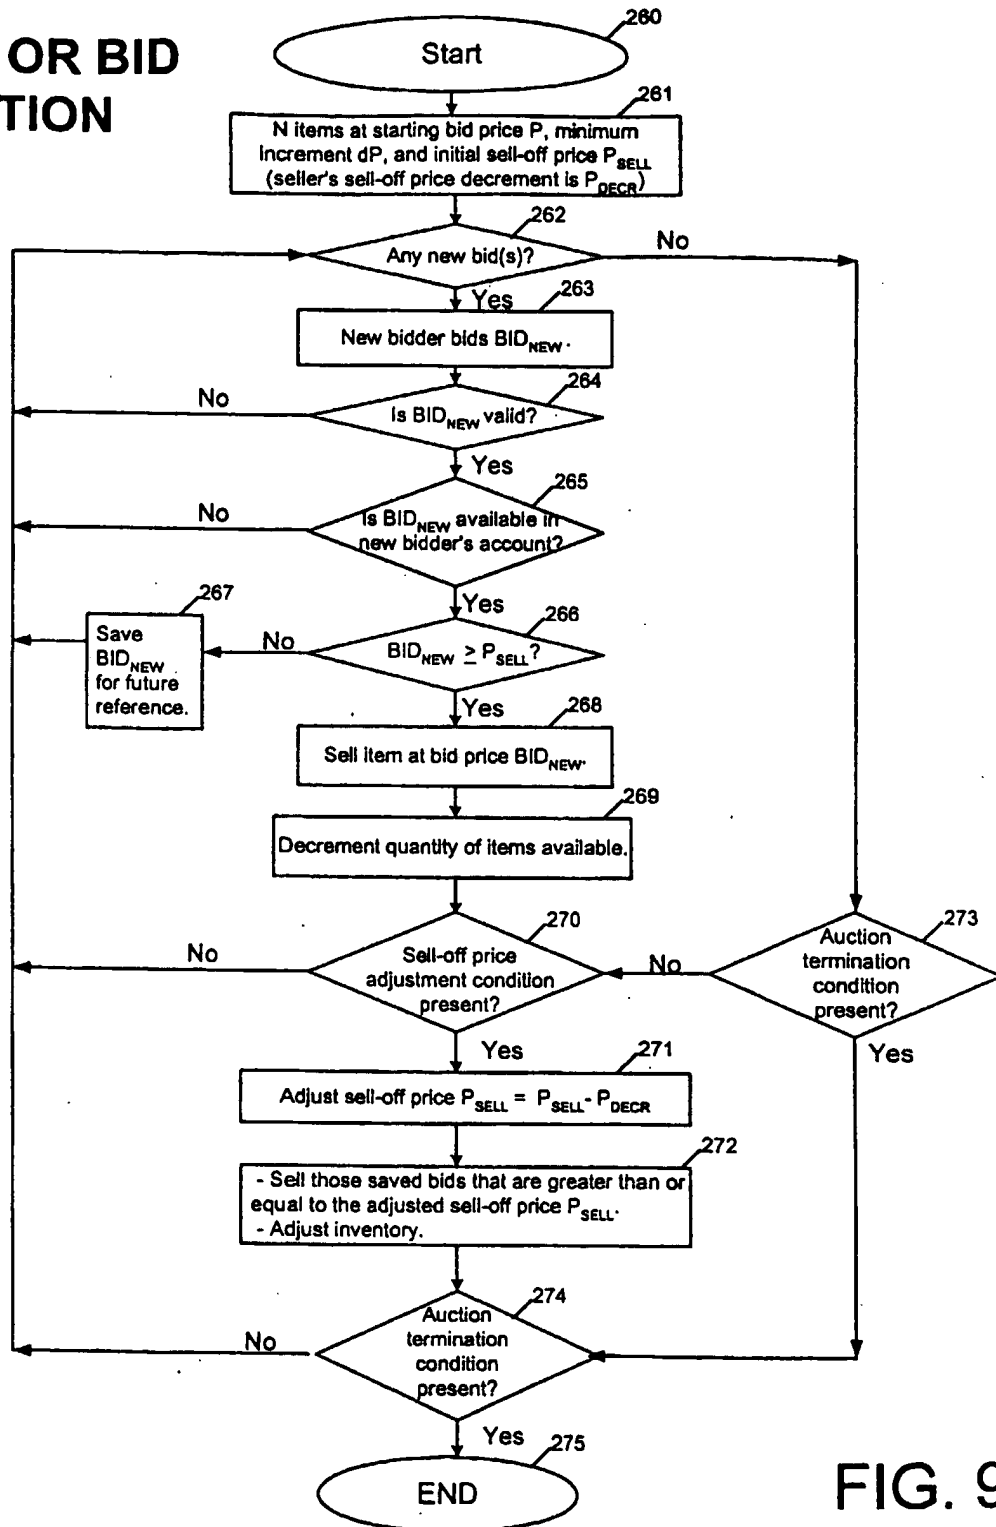 OR BID
TION
260
Start
261
N items at starting bid price P, minimum
increment dP, and initial sell-off price PSELL
(seller's sell-off price decrement is PDECR)
262
Any new bid(s)?
No
Yes
263
New bidder bids BIDNEW.
264
No
Is BIDNEW valid?
Yes
265
No
Is BIDNEW available in
new bidder's account?
Yes
267
Save
BIDNEW
for future
reference.
No
266
BIDNEW ≥ PSELL?
Yes
268
Sell item at bid price BIDNEW.
269
Decrement quantity of items available.
270
No
Sell-off price
adjustment condition
present?
No
273
Auction
termination
condition
present?
Yes
Yes
271
Adjust sell-off price PSELL = PSELL - PDECR
272
- Sell those saved bids that are greater than or
equal to the adjusted sell-off price PSELL.
- Adjust inventory.
274
No
Auction
termination
condition
present?
Yes
275
END
FIG. 9